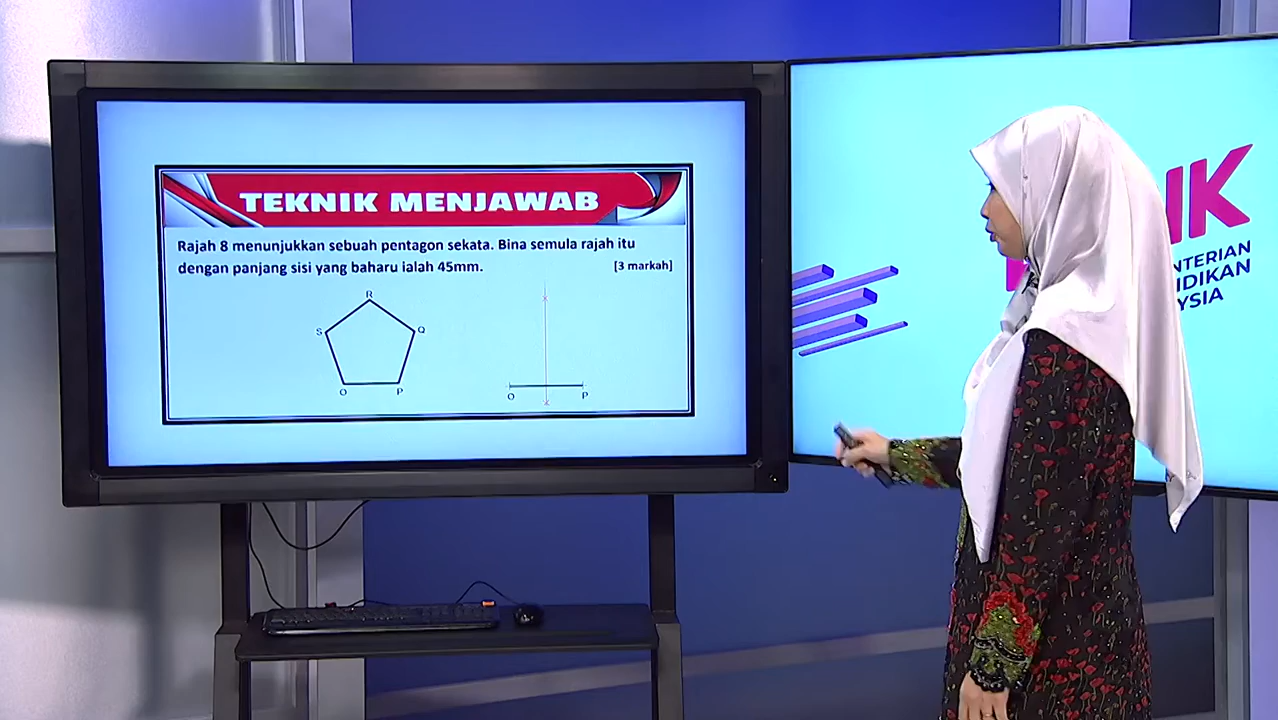 TEKNIK MENJAWAB
Rajah 8 menunjukkan sebuah pentagon sekata. Bina semula rajah itu
dengan panjang sisi yang baharu ialah 45mm. [3 markah]
R
S Q
O P
O P
IK
NTERIAN
IDIKAN
YSIA